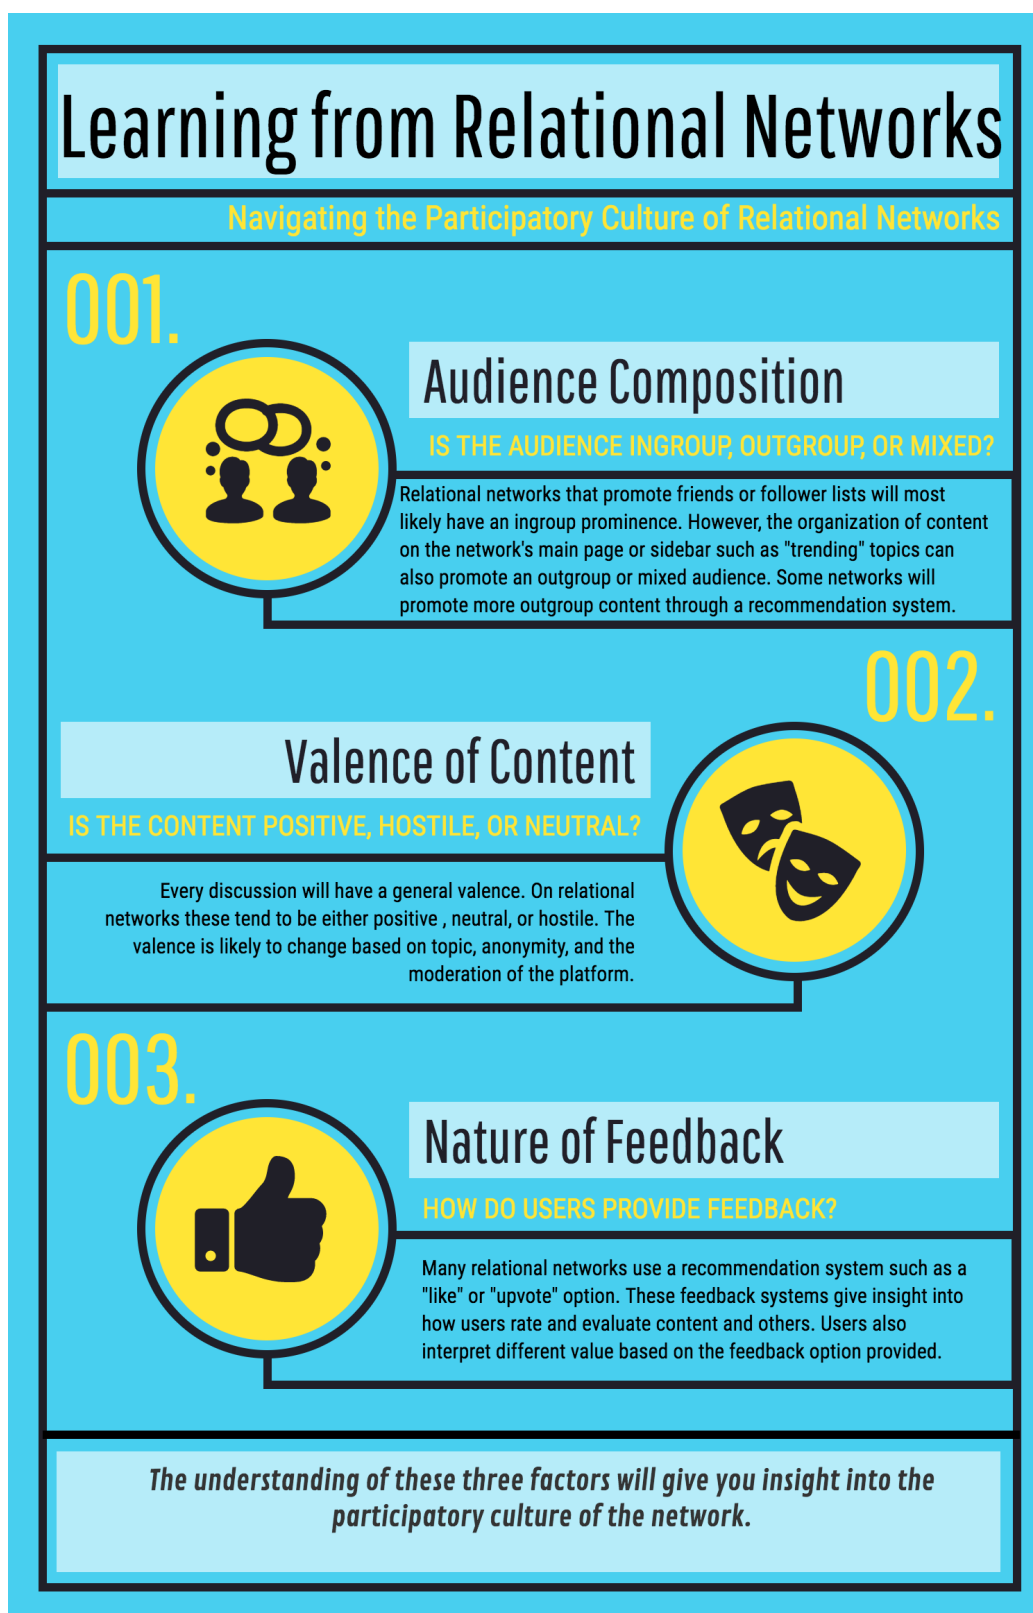 Learning from Relational Networks
Navigating the Participatory Culture of Relational Networks
001.
Audience Composition
IS THE AUDIENCE INGROUP, OUTGROUP, OR MIXED?
Relational networks that promote friends or follower lists will most
likely have an ingroup prominence. However, the organization of content
on the network's main page or sidebar such as "trending" topics can
also promote an outgroup or mixed audience. Some networks will
promote more outgroup content through a recommendation system.
002.
Valence of Content
IS THE CONTENT POSITIVE, HOSTILE, OR NEUTRAL?
Every discussion will have a general valence. On relational
networks these tend to be either positive , neutral, or hostile. The
valence is likely to change based on topic, anonymity, and the
moderation of the platform.
003.
Nature of Feedback
HOW DO USERS PROVIDE FEEDBACK?
Many relational networks use a recommendation system such as a
"like" or "upvote" option. These feedback systems give insight into
how users rate and evaluate content and others. Users also
interpret different value based on the feedback option provided.
The understanding of these three factors will give you insight into the
participatory culture of the network.